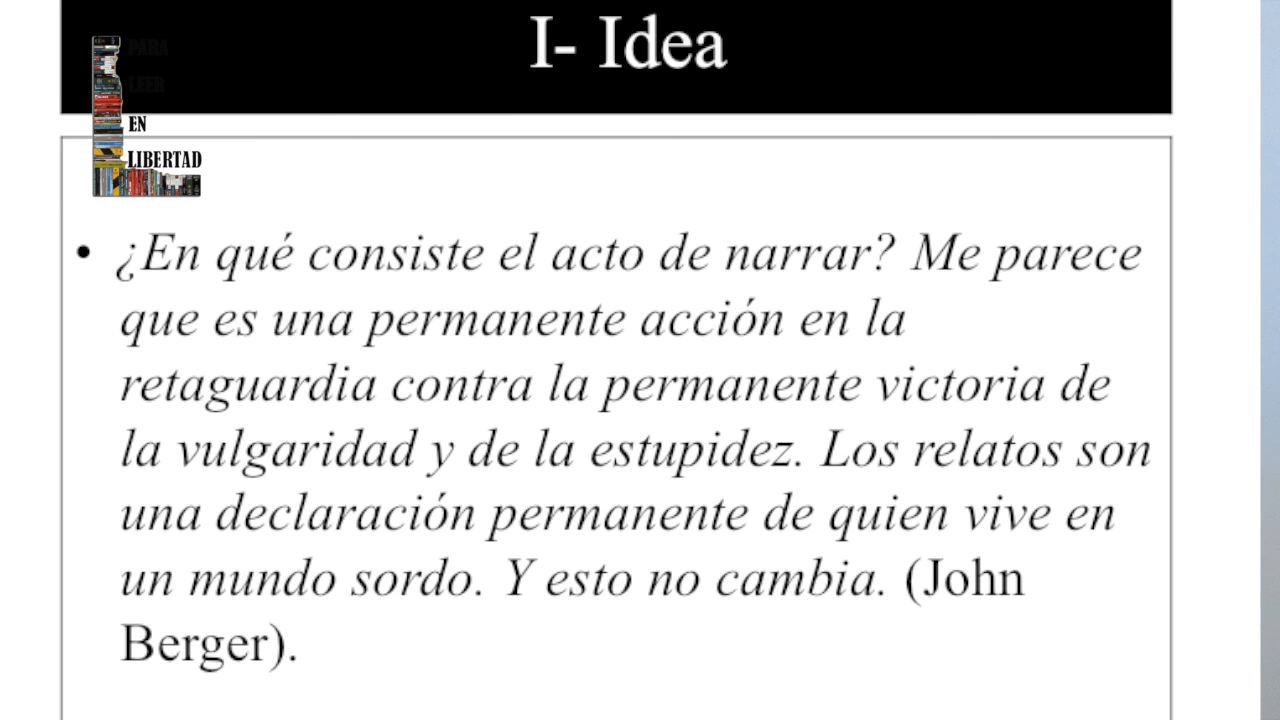 I- Idea
PARA
LEER
EN
LIBERTAD
• ¿En qué consiste el acto de narrar? Me parece
que es una permanente acción en la
retaguardia contra la permanente victoria de
la vulgaridad y de la estupidez. Los relatos son
una declaración permanente de quien vive en
un mundo sordo. Y esto no cambia. (John
Berger).